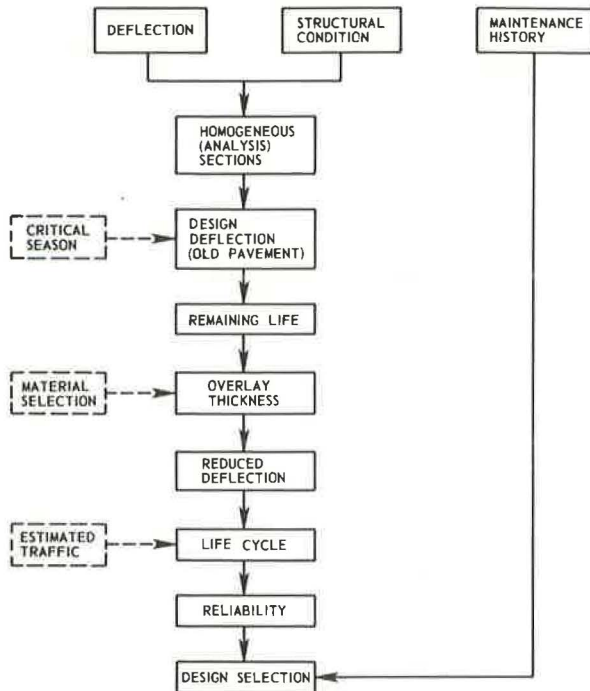 DEFLECTION
STRUCTURAL
CONDITION
MAINTENANCE
HISTORY
HOMOGENEOUS
(ANALYSIS)
SECTIONS
CRITICAL
SEASON
DESIGN
DEFLECTION
(OLD PAVEMENT)
REMAINING LIFE
MATERIAL
SELECTION
OVERLAY
THICKNESS
REDUCED
DEFLECTION
ESTIMATED
TRAFFIC
LIFE CYCLE
RELIABILITY
DESIGN SELECTION